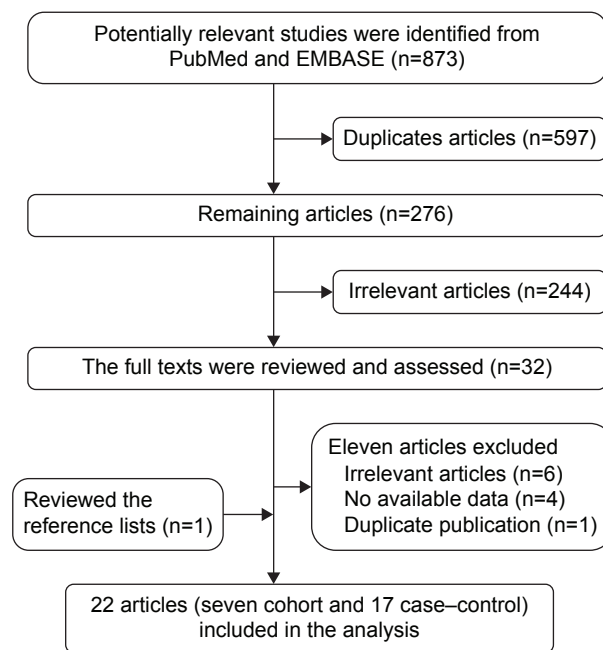 Potentially relevant studies were identified from
PubMed and EMBASE (n=873)
Duplicates articles (n=597)
Remaining articles (n=276)
Irrelevant articles (n=244)
The full texts were reviewed and assessed (n=32)
Eleven articles excluded
Irrelevant articles (n=6)
No available data (n=4)
Duplicate publication (n=1)
Reviewed the
reference lists (n=1)
22 articles (seven cohort and 17 case–control)
included in the analysis